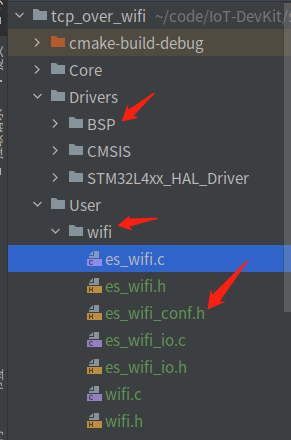 tcp_over_wifi ~/code/IoT-DevKit/s
cmake-build-debug
Core
Drivers
BSP
CMSIS
STM32L4xx_HAL_Driver
User
wifi
es_wifi.c
es_wifi.h
es_wifi_conf.h
es_wifi_io.c
es_wifi_io.h
wifi.c
wifi.h